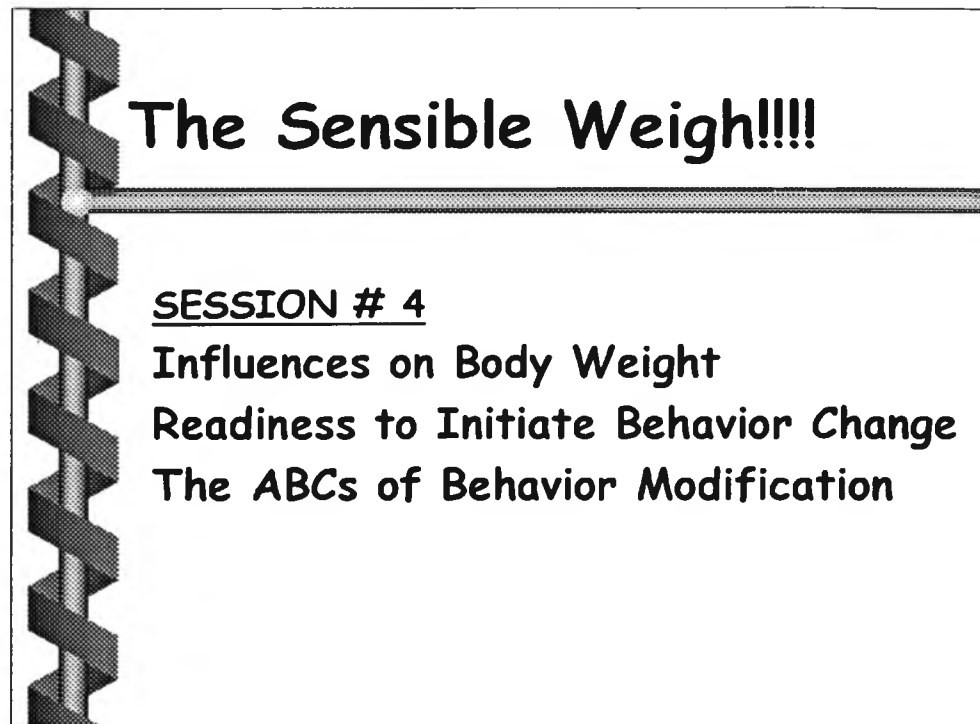 The Sensible Weigh!!!!
SESSION # 4
Influences on Body Weight
Readiness to Initiate Behavior Change
The ABCs of Behavior Modification